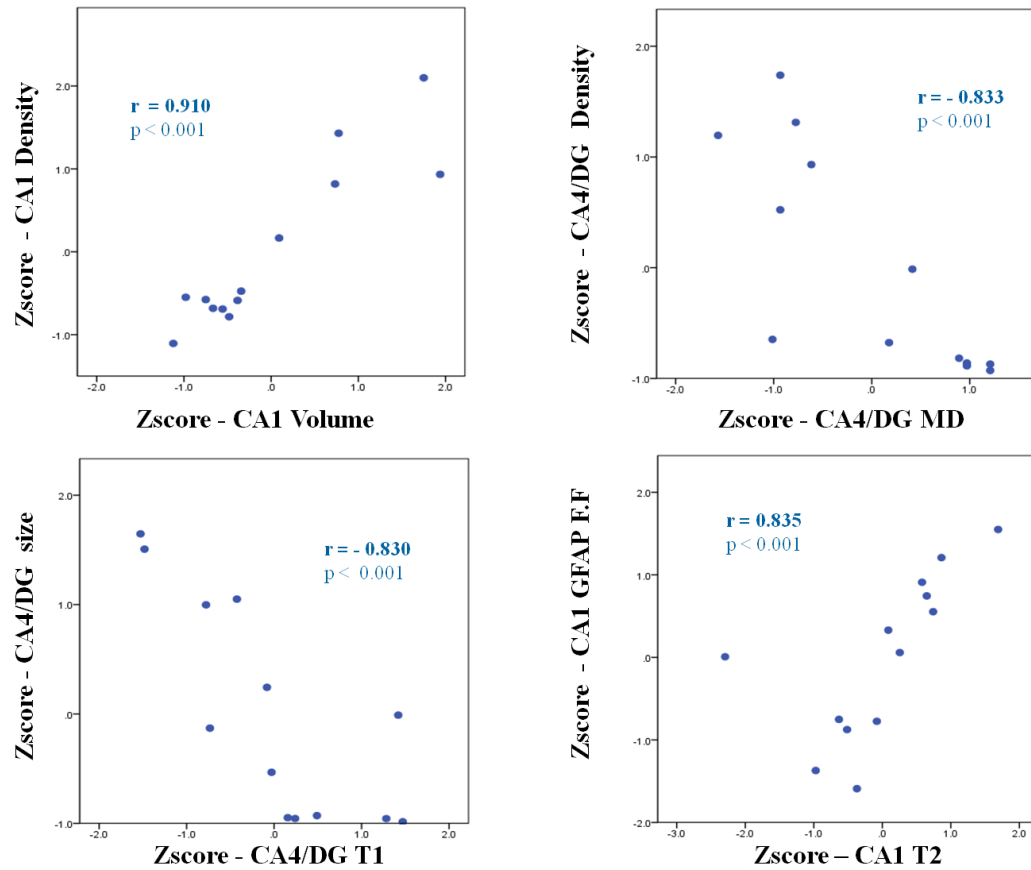 Zscore - CA1 Density
2.0
1.0
.0
-1.0
r = 0.910
p < 0.001
-2.0 -1.0 .0 1.0 2.0
Zscore - CA1 Volume
Zscore - CA4/DG Density
2.0
1.0
.0
-1.0
r = - 0.833
p < 0.001
-2.0 -1.0 .0 1.0 2.0
Zscore - CA4/DG MD
Zscore - CA4/DG size
2.0
1.0
.0
-1.0
r = - 0.830
p < 0.001
-2.0 -1.0 .0 1.0 2.0
Zscore - CA4/DG T1
Zscore - CA1 GFAP F.F
2.0
1.0
.0
-1.0
-2.0
r = 0.835
p < 0.001
-3.0 -2.0 -1.0 .0 1.0 2.0
Zscore – CA1 T2